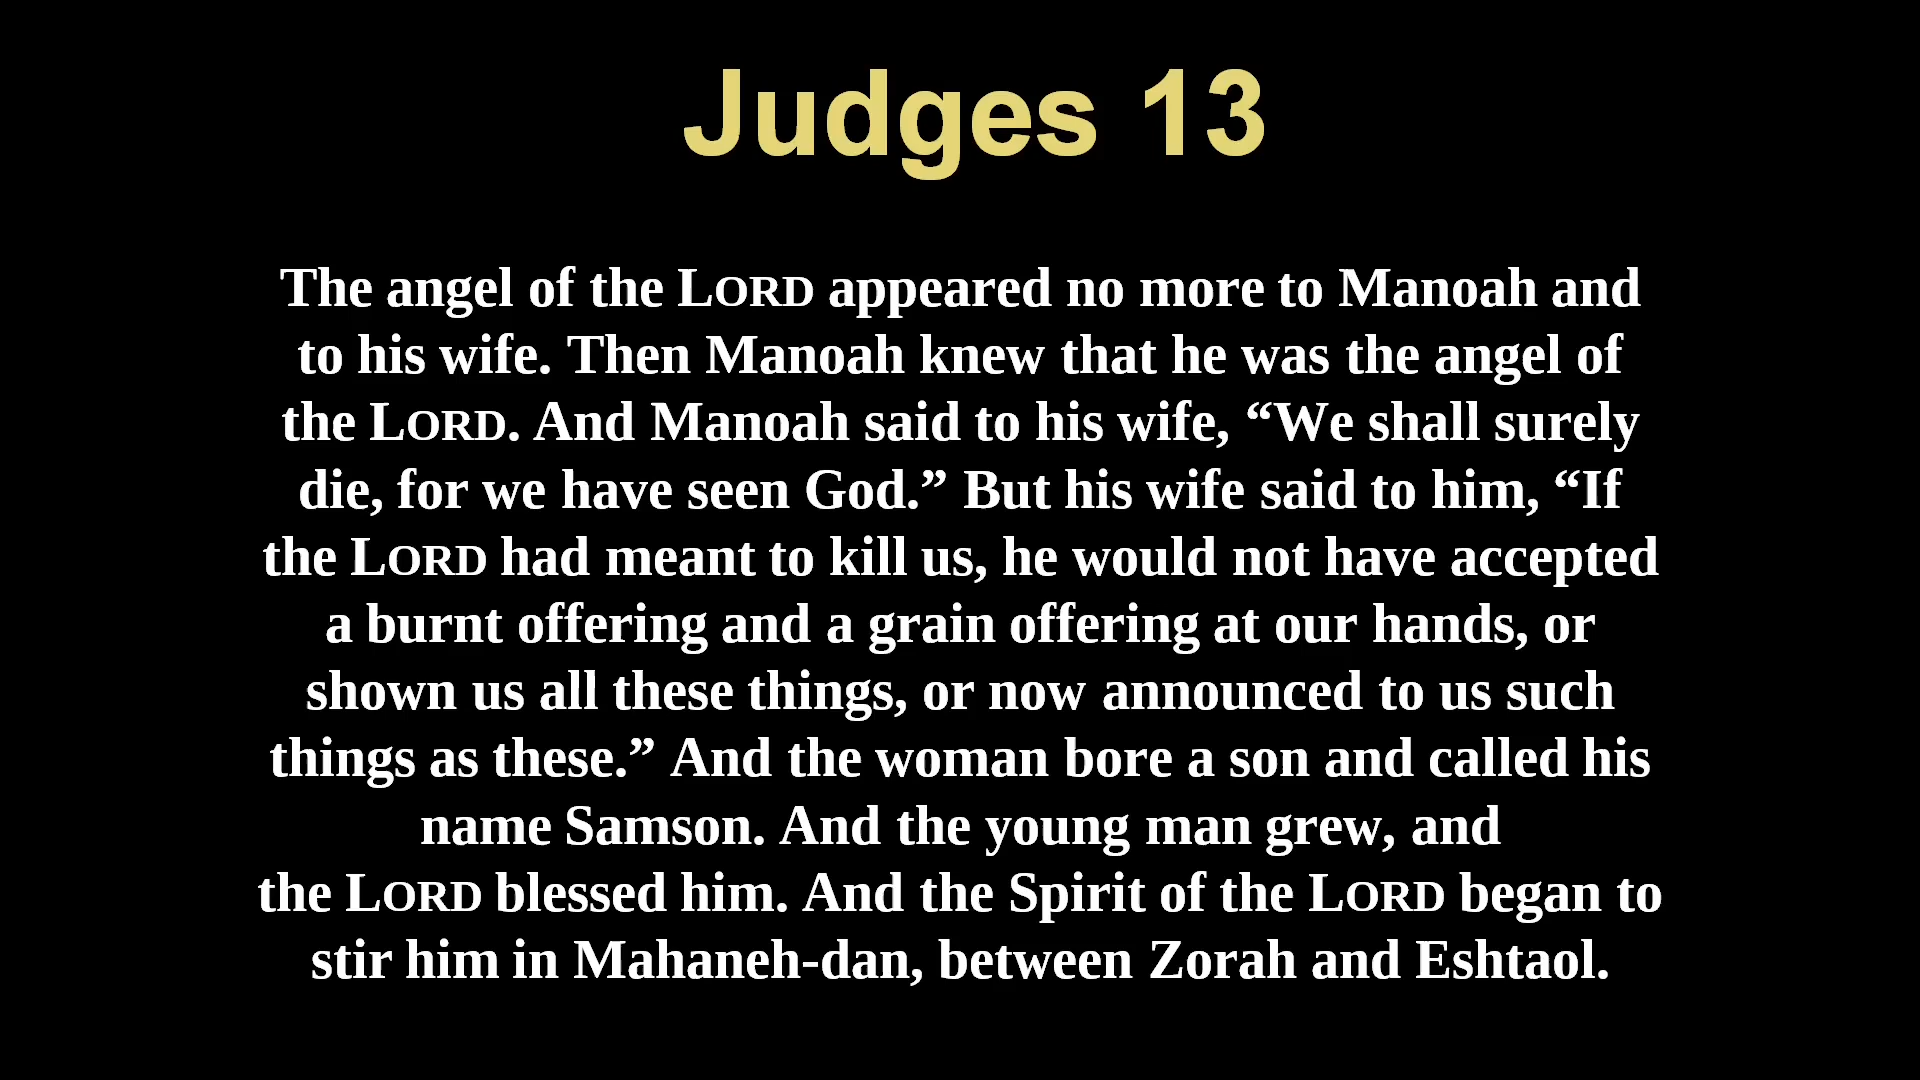 Judges 13
The angel of the LORD appeared no more to Manoah and
to his wife. Then Manoah knew that he was the angel of
the LORD. And Manoah said to his wife, “We shall surely
die, for we have seen God.” But his wife said to him, “If
the LORD had meant to kill us, he would not have accepted
a burnt offering and a grain offering at our hands, or
shown us all these things, or now announced to us such
things as these.” And the woman bore a son and called his
name Samson. And the young man grew, and
the LORD blessed him. And the Spirit of the LORD began to
stir him in Mahaneh-dan, between Zorah and Eshtaol.